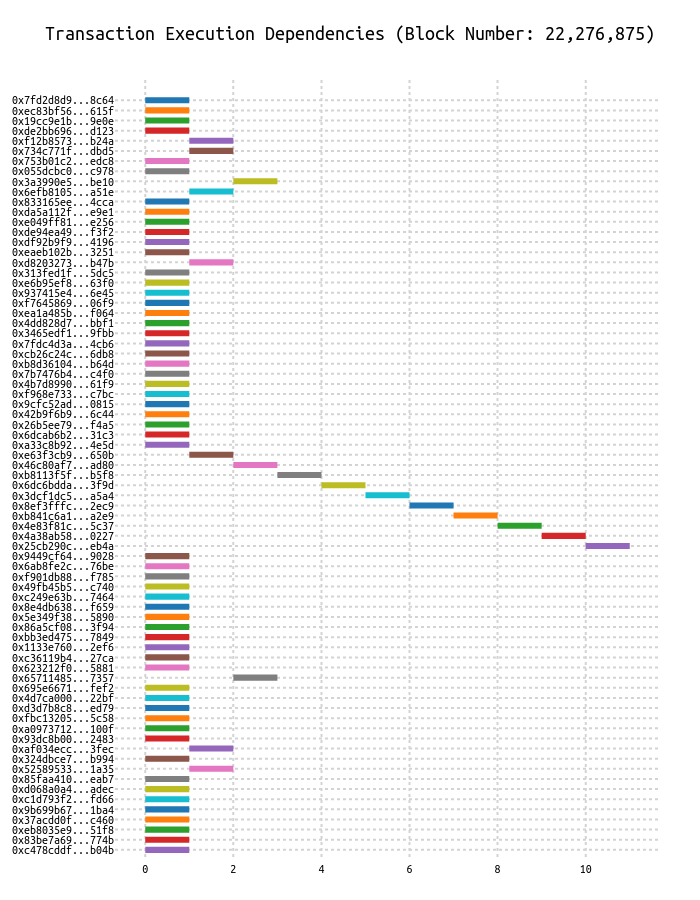 Transaction Execution Dependencies (Block Number: 22,276,875)
0x7fd2d8d9...8c64
0xec83bf56...615f
0x19cc9e1b...9e0e
0xde2bb696...d123
0xf12b8573...b24a
0x734c771f...dbd5
0x753b01c2...edc8
0x055dcbc0...c978
0x3a3990e5...be10
0x6efb8105...a51e
0x833165ee...4cca
0xda5a112f...e9e1
0xe049ff81...e256
0xde94ea49...f3f2
0xdf92b9f9...4196
0xeaeb102b...3251
0xd8203273...b47b
0x313fed1f...5dc5
0xe6b95ef8...63f0
0x937415e4...6e45
0xf7645869...06f9
0xea1a485b...f064
0x4dd828d7...bbf1
0x3465edf1...9fbb
0x7fdc4d3a...4cb6
0xcb26c24c...6db8
0xb8d36104...b64d
0x7b7476b4...c4f0
0x4b7d8990...61f9
0xf968e733...c7bc
0x9cfc52ad...0815
0x42b9f6b9...6c44
0x26b5ee79...f4a5
0x6dcab6b2...31c3
0xa33c8b92...4e5d
0xe63f3cb9...650b
0x46c80af7...ad80
0xb8113f5f...b5f8
0x6dc6bdda...3f9d
0x3dcf1dc5...a5a4
0x8ef3fffc...2ec9
0xb841c6a1...a2e9
0x4e83f81c...5c37
0x4a38ab58...0227
0x25cb290c...eb4a
0x9449cf64...9028
0x6ab8fe2c...76be
0xf901db88...f785
0x49fb45b5...c740
0xc249e63b...7464
0x8e4db638...f659
0x5e349f38...5890
0x86a5cf08...3f94
0xbb3ed475...7849
0x1133e760...2ef6
0xc36119b4...27ca
0x623212f0...5881
0x65711485...7357
0x695e6671...fef2
0x4d7ca000...22bf
0xd3d7b8c8...ed79
0xfbc13205...5c58
0xa0973712...100f
0x93dc8b00...2483
0xaf034ecc...3fec
0x324dbce7...b994
0x52589533...1a35
0x85faa410...eab7
0xd068a0a4...adec
0xc1d793f2...fd66
0x9b699b67...1ba4
0x37acdd0f...c460
0xeb8035e9...51f8
0x83be7a69...774b
0xc478cddf...b04b
0 2 4 6 8 10